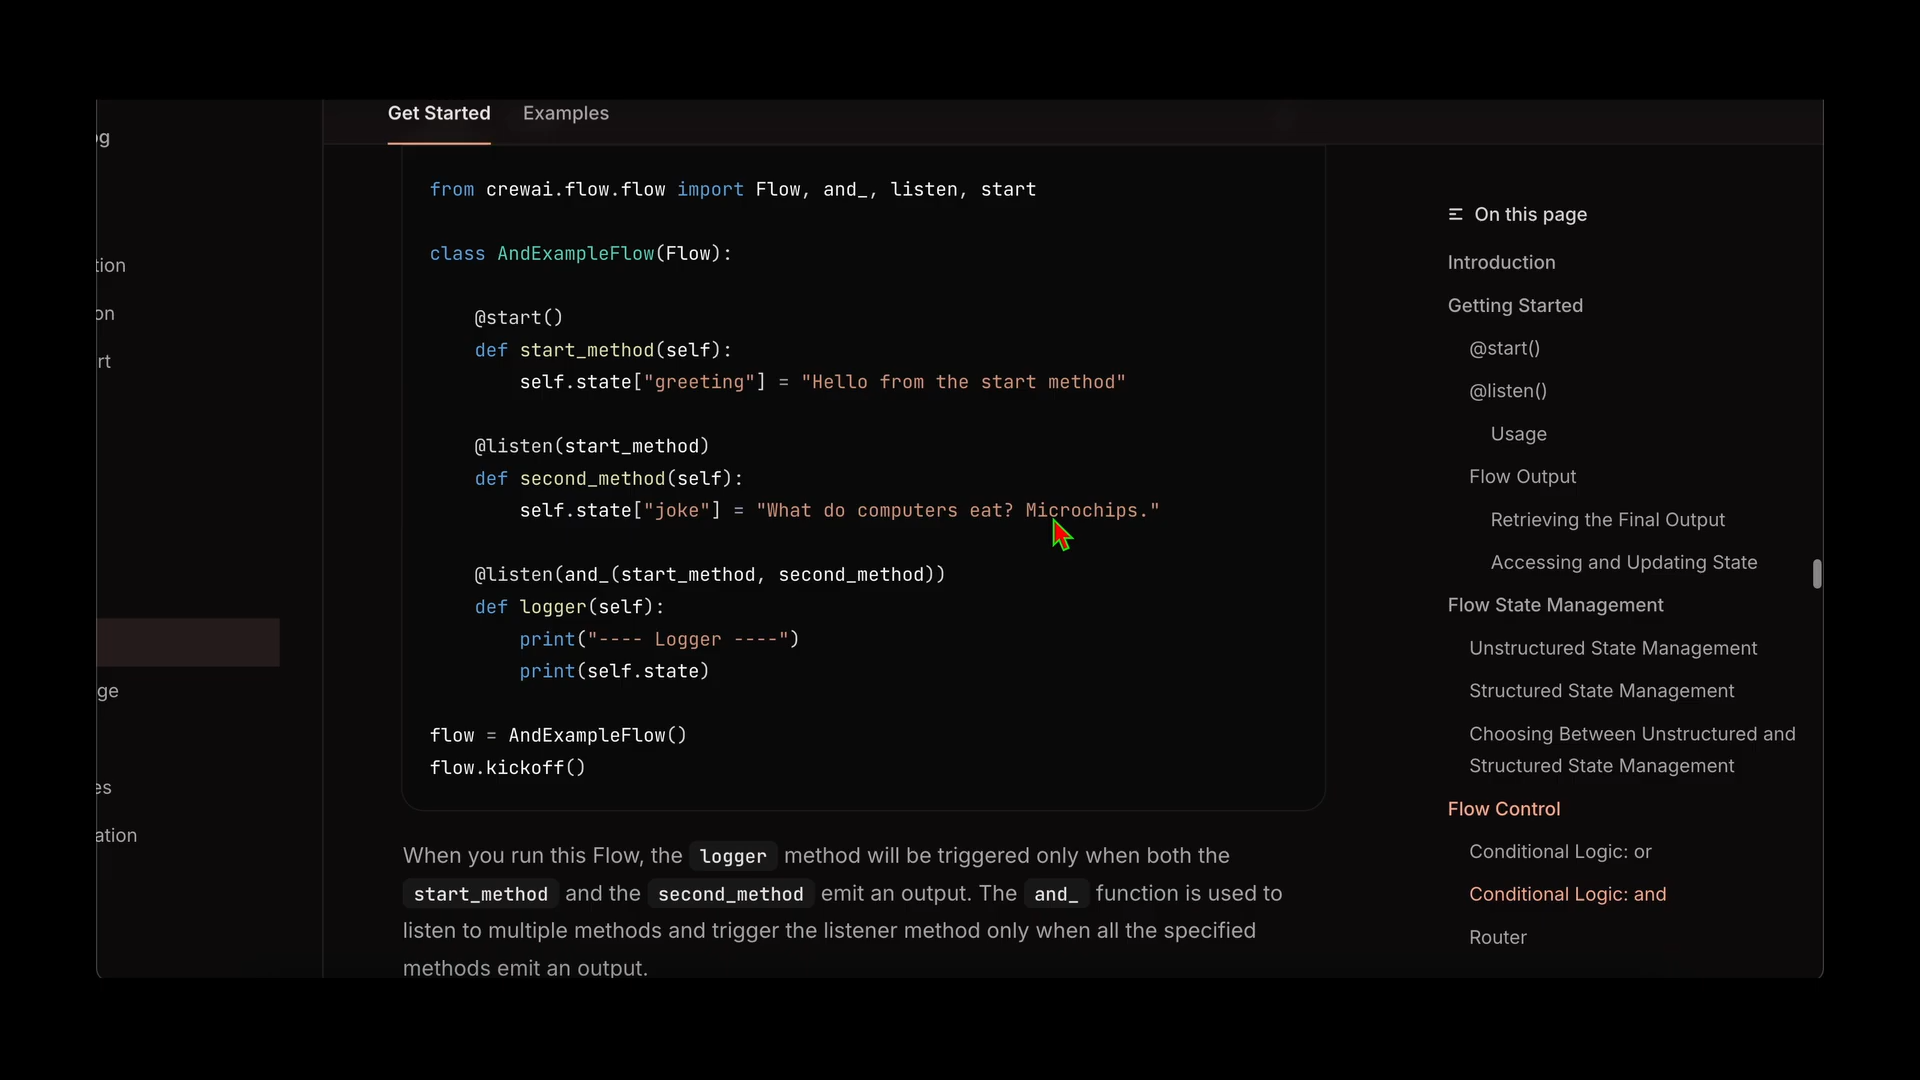 Get Started Examples
og
tion
on
rt
ge
es
ation
from crewai.flow.flow import Flow, and_, listen, start
class AndExampleFlow(Flow):
@start()
def start_method(self):
self.state["greeting"] = "Hello from the start method"
@listen(start_method)
def second_method(self):
self.state["joke"] = "What do computers eat? Microchips."
@listen(and_(start_method, second_method))
def logger(self):
print("---- Logger ----")
print(self.state)
flow = AndExampleFlow()
flow.kickoff()
When you run this Flow, the logger method will be triggered only when both the
start_method and the second_method emit an output. The and_ function is used to
listen to multiple methods and trigger the listener method only when all the specified
methods emit an output.
On this page
Introduction
Getting Started
@start()
@listen()
Usage
Flow Output
Retrieving the Final Output
Accessing and Updating State
Flow State Management
Unstructured State Management
Structured State Management
Choosing Between Unstructured and
Structured State Management
Flow Control
Conditional Logic: or
Conditional Logic: and
Router